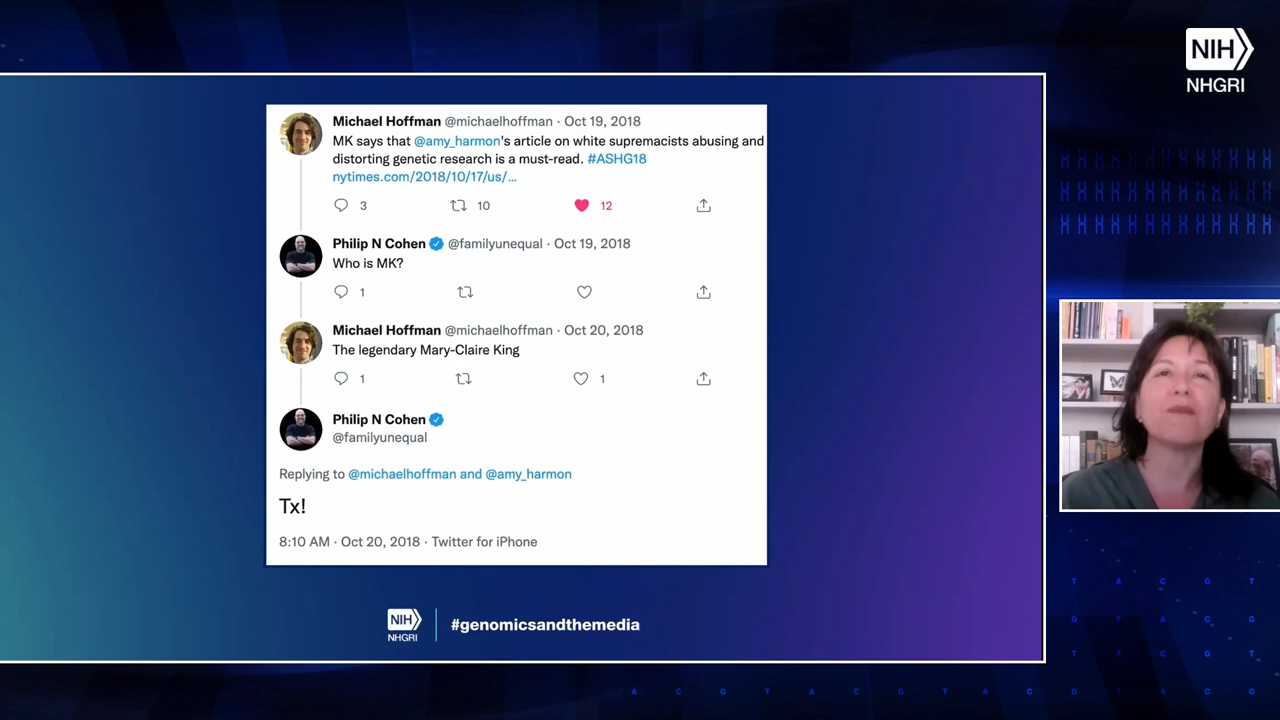 NIH
NHGRI
Michael Hoffman @michaelhoffman · Oct 19, 2018
MK says that @amy_harmon's article on white supremacists abusing and
distorting genetic research is a must-read. #ASHG18
nytimes.com/2018/10/17/us/...
3 10 12
Philip N Cohen @familyunequal · Oct 19, 2018
Who is MK?
1
Michael Hoffman @michaelhoffman · Oct 20, 2018
The legendary Mary-Claire King
1 1
Philip N Cohen
@familyunequal
Replying to @michaelhoffman and @amy_harmon
Tx!
8:10 AM · Oct 20, 2018 · Twitter for iPhone
NIH
NHGRI
#genomicsandthemedia
T A C G T
G T A C G
T A C G T
A C G T A C G T A C G T A C G